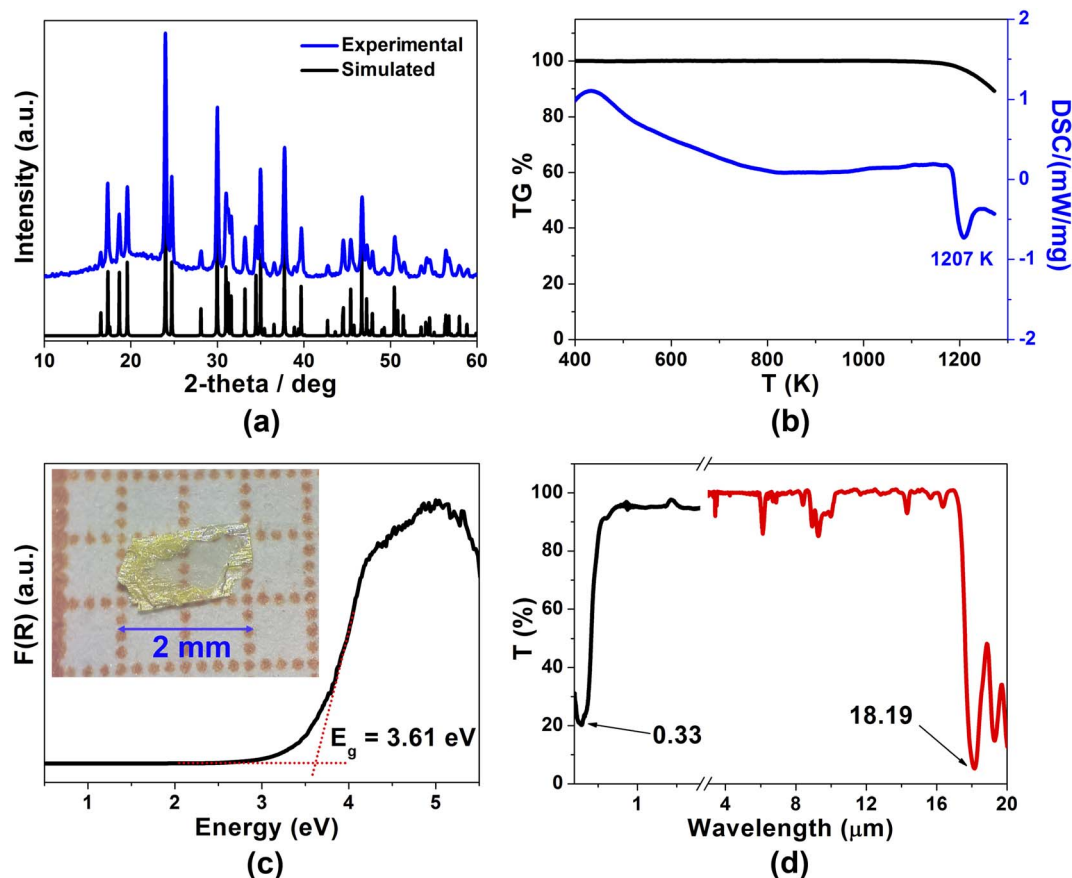 Intensity (a.u.)
Experimental
Simulated
10 20 30 40 50 60
2-theta / deg
(a)
TG %
100
80
60
40
20
0
2
1
0
-1
-2
DSC/(mW/mg)
1207 K
400 600 800 1000 1200
T (K)
(b)
F(R) (a.u.)
2 mm
Eg = 3.61 eV
1 2 3 4 5
Energy (eV)
(c)
T (%)
100
80
60
40
20
0
0.33
18.19
1 4 8 12 16 20
Wavelength (μm)
(d)